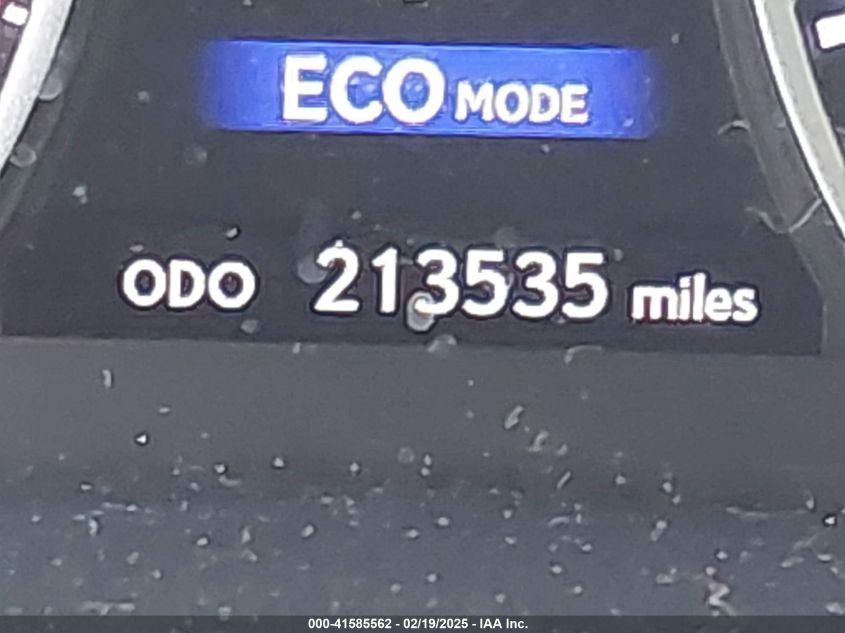 ECO MODE
ODO 213535 miles
000-41585562 - 02/19/2025 - IAA Inc.